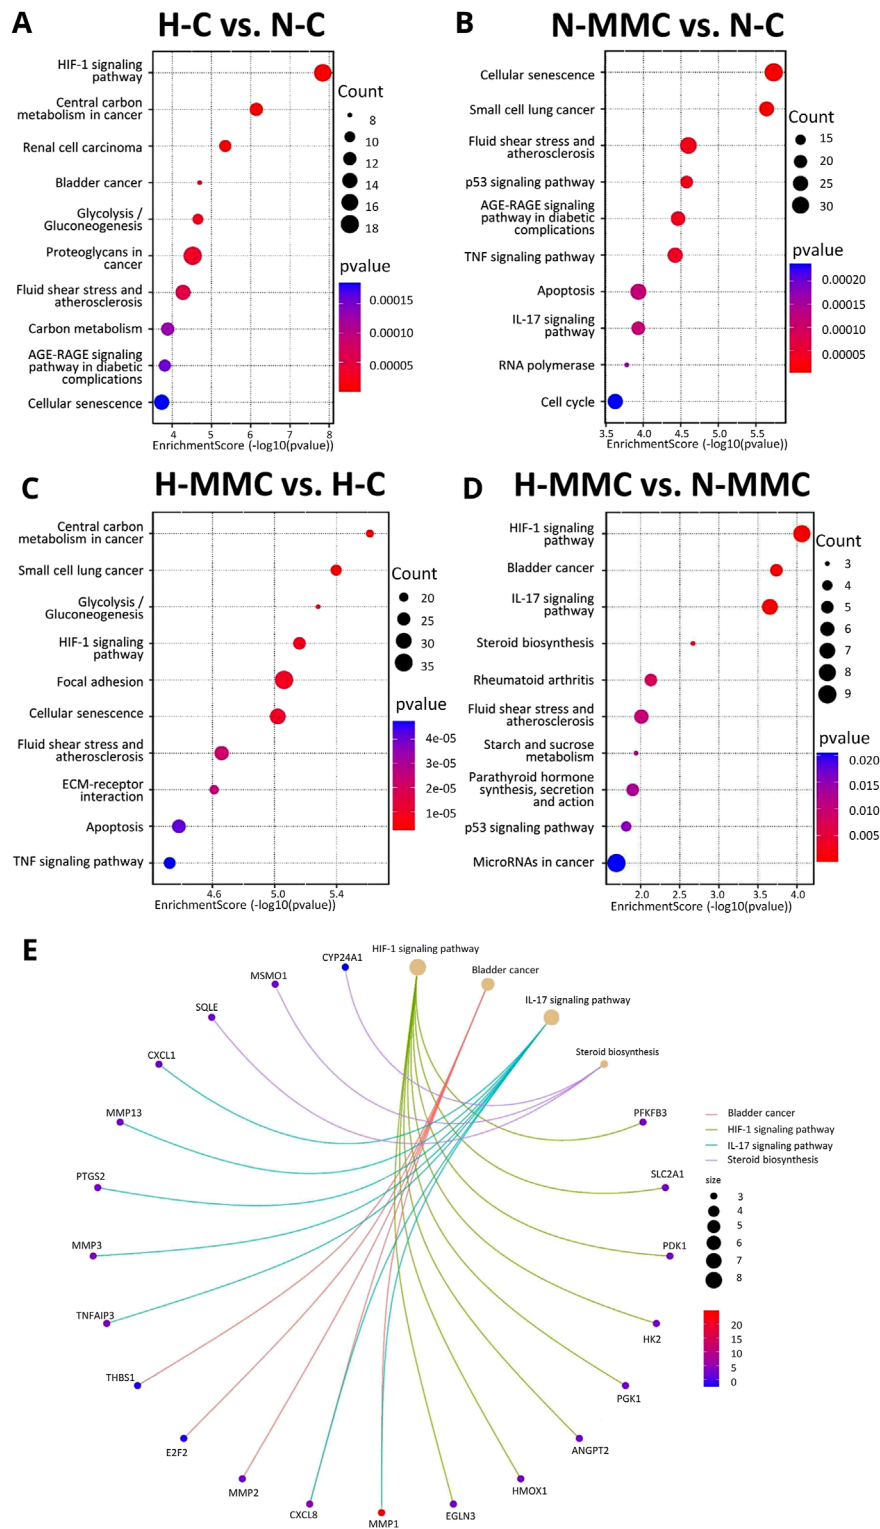 A
H-C vs. N-C
HIF-1 signaling
pathway
Central carbon
metabolism in cancer
Renal cell carcinoma
Bladder cancer
Glycolysis /
Gluconeogenesis
Proteoglycans in
cancer
Fluid shear stress and
atherosclerosis
Carbon metabolism
AGE-RAGE signaling
pathway in diabetic
complications
Cellular senescence
4 5 6 7 8
EnrichmentScore (-log10(pvalue))
Count
8
10
12
14
16
18
pvalue
0.00015
0.00010
0.00005
B
N-MMC vs. N-C
Cellular senescence
Small cell lung cancer
Fluid shear stress and
atherosclerosis
p53 signaling pathway
AGE-RAGE signaling
pathway in diabetic
complications
TNF signaling pathway
Apoptosis
IL-17 signaling
pathway
RNA polymerase
Cell cycle
3.5 4.0 4.5 5.0 5.5
EnrichmentScore (-log10(pvalue))
Count
15
20
25
30
pvalue
0.00020
0.00015
0.00010
0.00005
C
H-MMC vs. H-C
Central carbon
metabolism in cancer
Small cell lung cancer
Glycolysis /
Gluconeogenesis
HIF-1 signaling
pathway
Focal adhesion
Cellular senescence
Fluid shear stress and
atherosclerosis
ECM-receptor
interaction
Apoptosis
TNF signaling pathway
4.6 5.0 5.4
EnrichmentScore (-log10(pvalue))
Count
20
25
30
35
pvalue
4e-05
3e-05
2e-05
1e-05
D
H-MMC vs. N-MMC
HIF-1 signaling
pathway
Bladder cancer
IL-17 signaling
pathway
Steroid biosynthesis
Rheumatoid arthritis
Fluid shear stress and
atherosclerosis
Starch and sucrose
metabolism
Parathyroid hormone
synthesis, secretion
and action
p53 signaling pathway
MicroRNAs in cancer
2.0 2.5 3.0 3.5 4.0
EnrichmentScore (-log10(pvalue))
Count
3
4
5
6
7
8
9
pvalue
0.020
0.015
0.010
0.005
E
HIF-1 signaling pathway
Bladder cancer
IL-17 signaling pathway
Steroid biosynthesis
CYP24A1
MSMO1
SQLE
CXCL1
MMP13
PTGS2
MMP3
TNFAIP3
THBS1
E2F2
MMP2
CXCL8
MMP1
EGLN3
HMOX1
ANGPT2
PGK1
HK2
PDK1
SLC2A1
PFKFB3
Bladder cancer
HIF-1 signaling pathway
IL-17 signaling pathway
Steroid biosynthesis
size
3
4
5
6
7
8
20
15
10
5
0